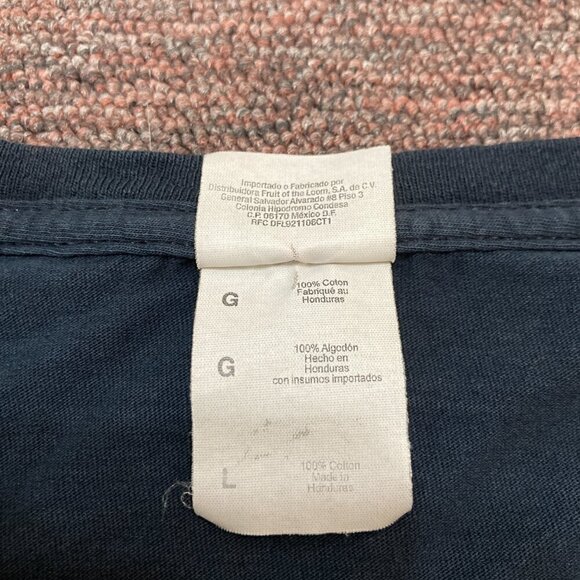 Importado o Fabricado por
Distribuidora Fruit of the Loom, S.A. de C.V.
General Salvador Alvarado #8 Piso 3
Colonia Hipodromo Condesa
C.P. 06170 México D.F.
RFC DFL921106CT1
G
100% Coton
Fabriqué au
Honduras
G
100% Algodón
Hecho en
Honduras
con insumos importados
L
100% Cotton
Made in
Honduras